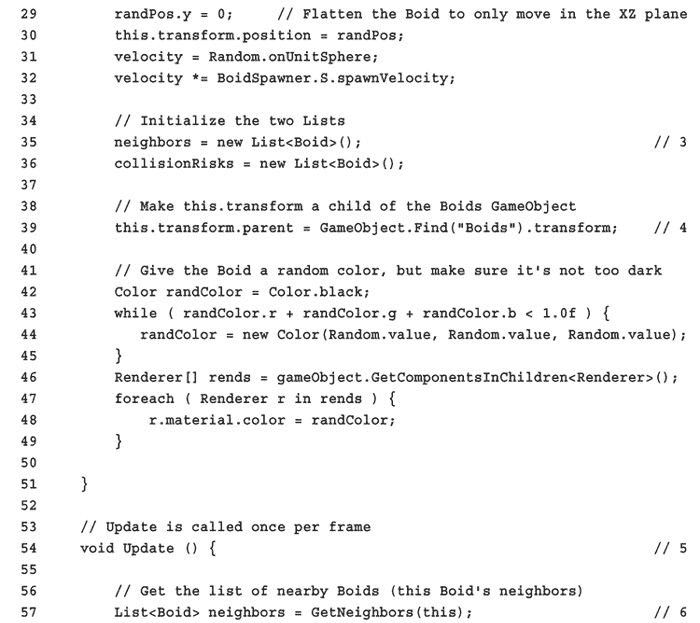 29 randPos.y = 0; // Flatten the Boid to only move in the XZ plane
30 this.transform.position = randPos;
31 velocity = Random.onUnitSphere;
32 velocity *= BoidSpawner.S.spawnVelocity;
33
34 // Initialize the two Lists
35 neighbors = new List<Boid>(); // 3
36 collisionRisks = new List<Boid>();
37
38 // Make this.transform a child of the Boids GameObject
39 this.transform.parent = GameObject.Find("Boids").transform; // 4
40
41 // Give the Boid a random color, but make sure it's not too dark
42 Color randColor = Color.black;
43 while ( randColor.r + randColor.g + randColor.b < 1.0f ) {
44 randColor = new Color(Random.value, Random.value, Random.value);
45 }
46 Renderer[] rends = gameObject.GetComponentsInChildren<Renderer>();
47 foreach ( Renderer r in rends ) {
48 r.material.color = randColor;
49 }
50
51 }
52
53 // Update is called once per frame
54 void Update () { // 5
55
56 // Get the list of nearby Boids (this Boid's neighbors)
57 List<Boid> neighbors = GetNeighbors(this); // 6